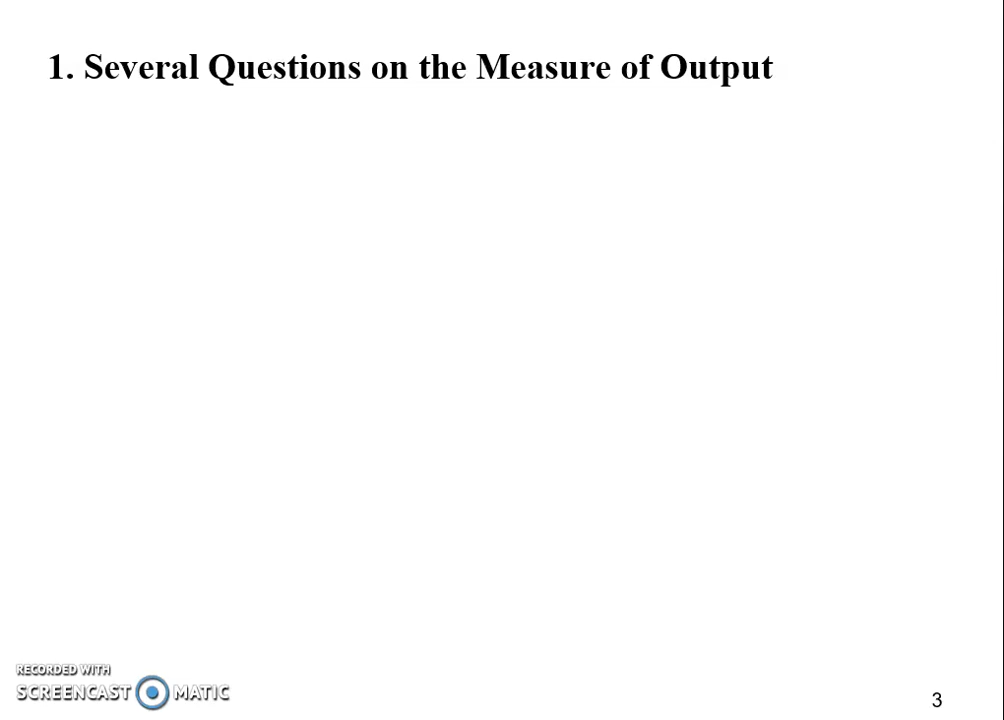 1. Several Questions on the Measure of Output
RECORDED WITH
SCREENCAST MATIC
3